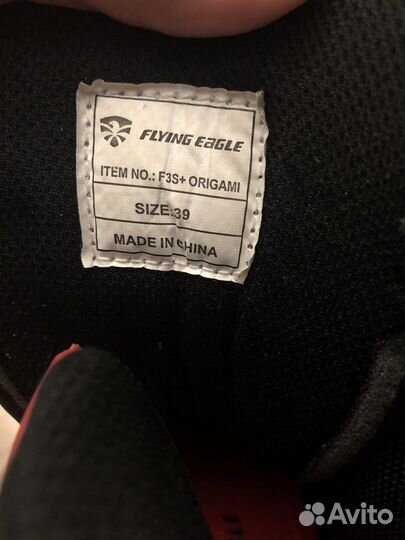 FLYING EAGLE
ITEM NO.: F3S+ ORIGAMI
SIZE:39
MADE IN CHINA
Avito